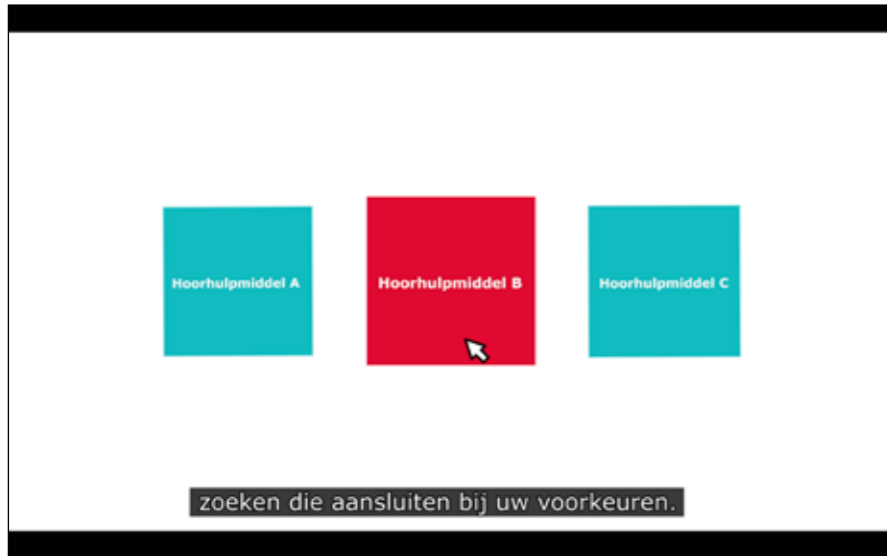 Hoorhulpmiddel A
Hoorhulpmiddel B
Hoorhulpmiddel C
zoeken die aansluiten bij uw voorkeuren.